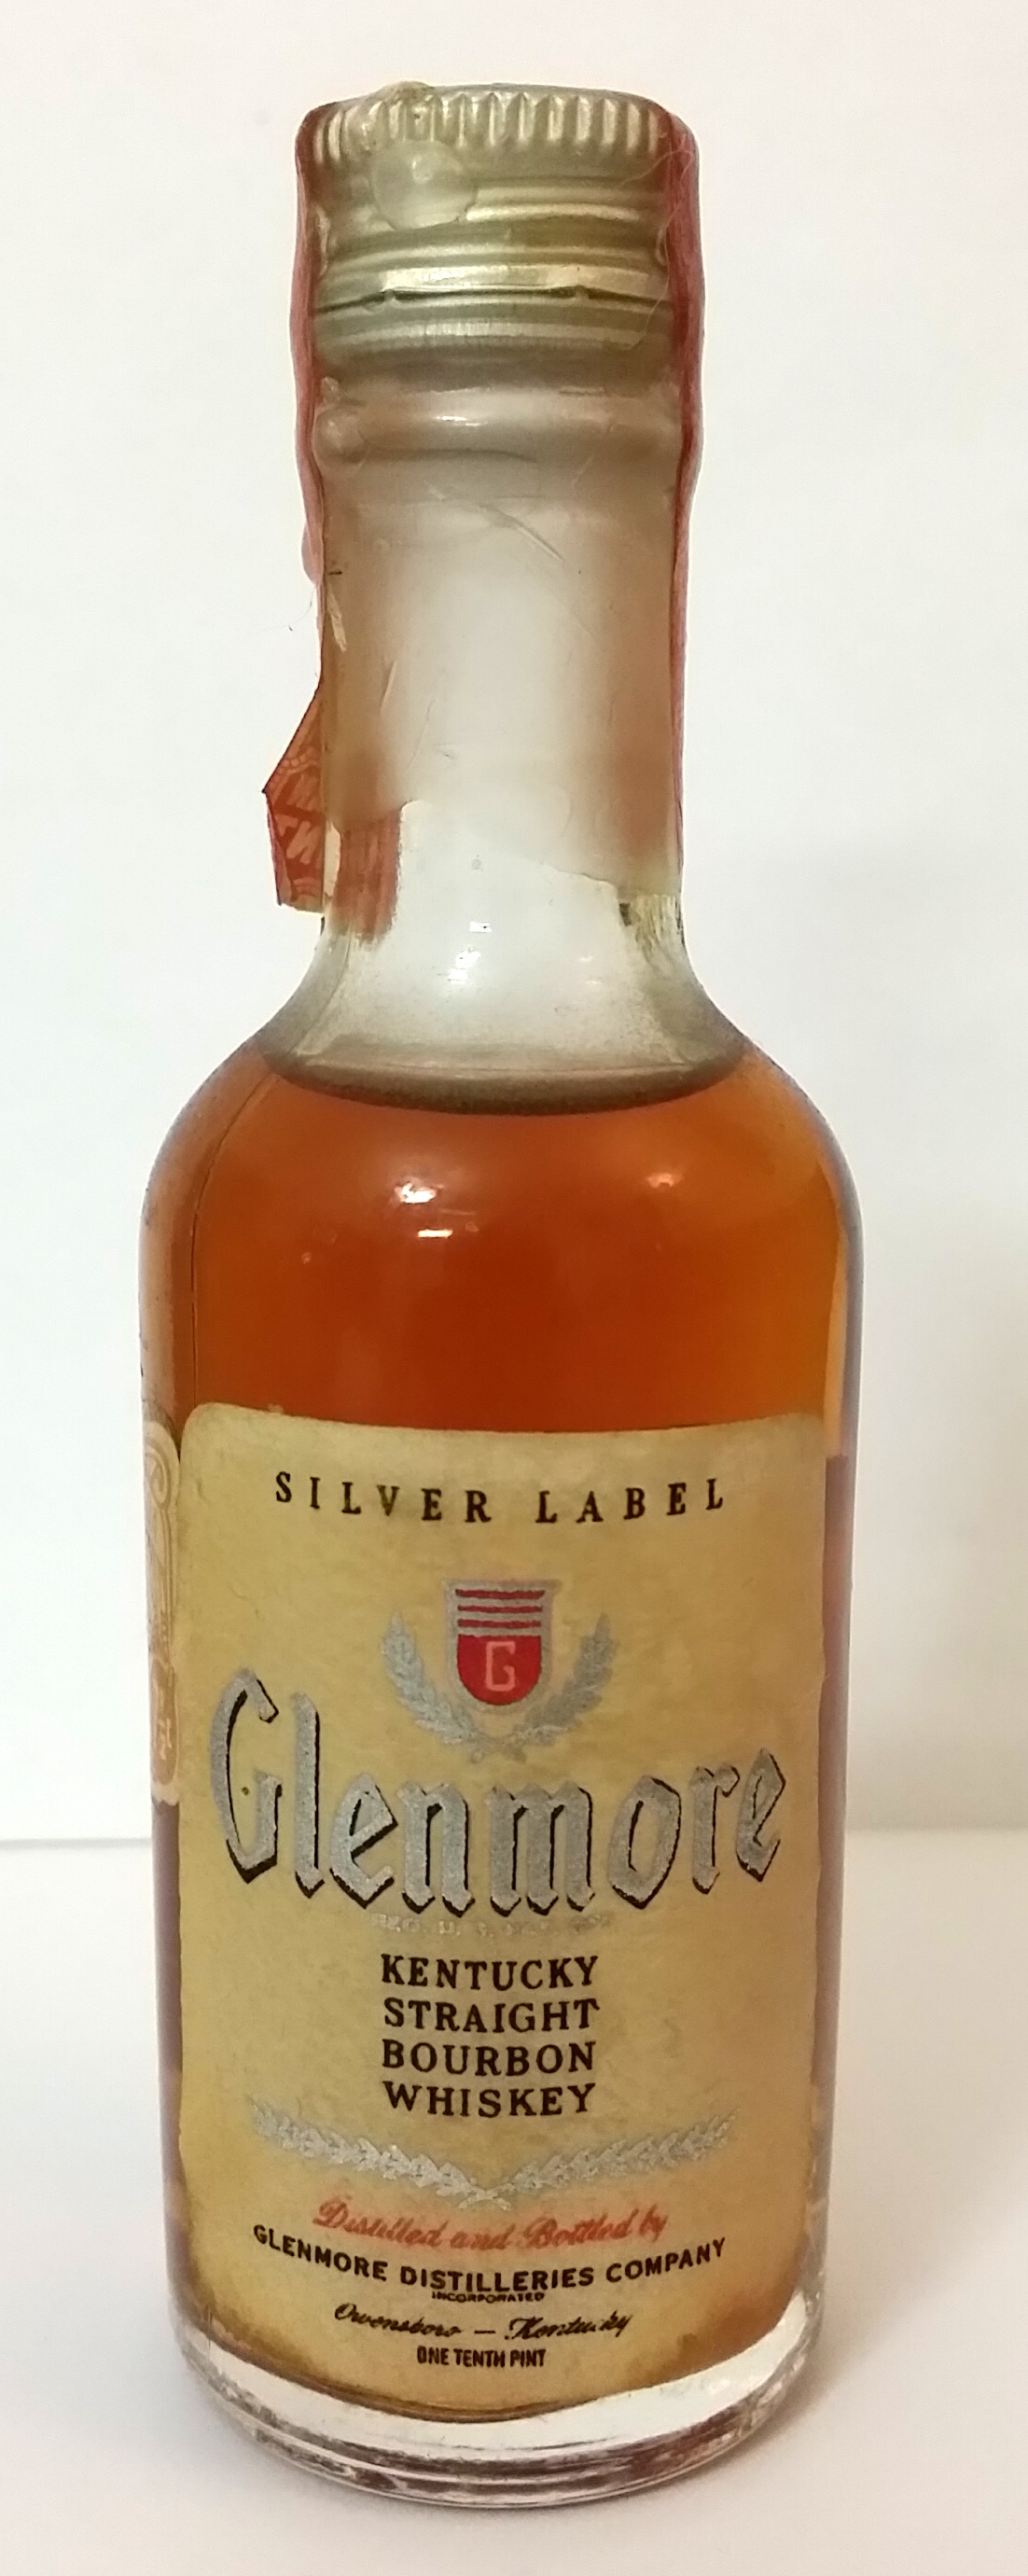 SILVER LABEL
G
Glenmore
KENTUCKY
STRAIGHT
BOURBON
WHISKEY
Distilled and Bottled by
GLENMORE DISTILLERIES COMPANY
INCORPORATED
Owensboro — Kentucky
ONE TENTH PINT